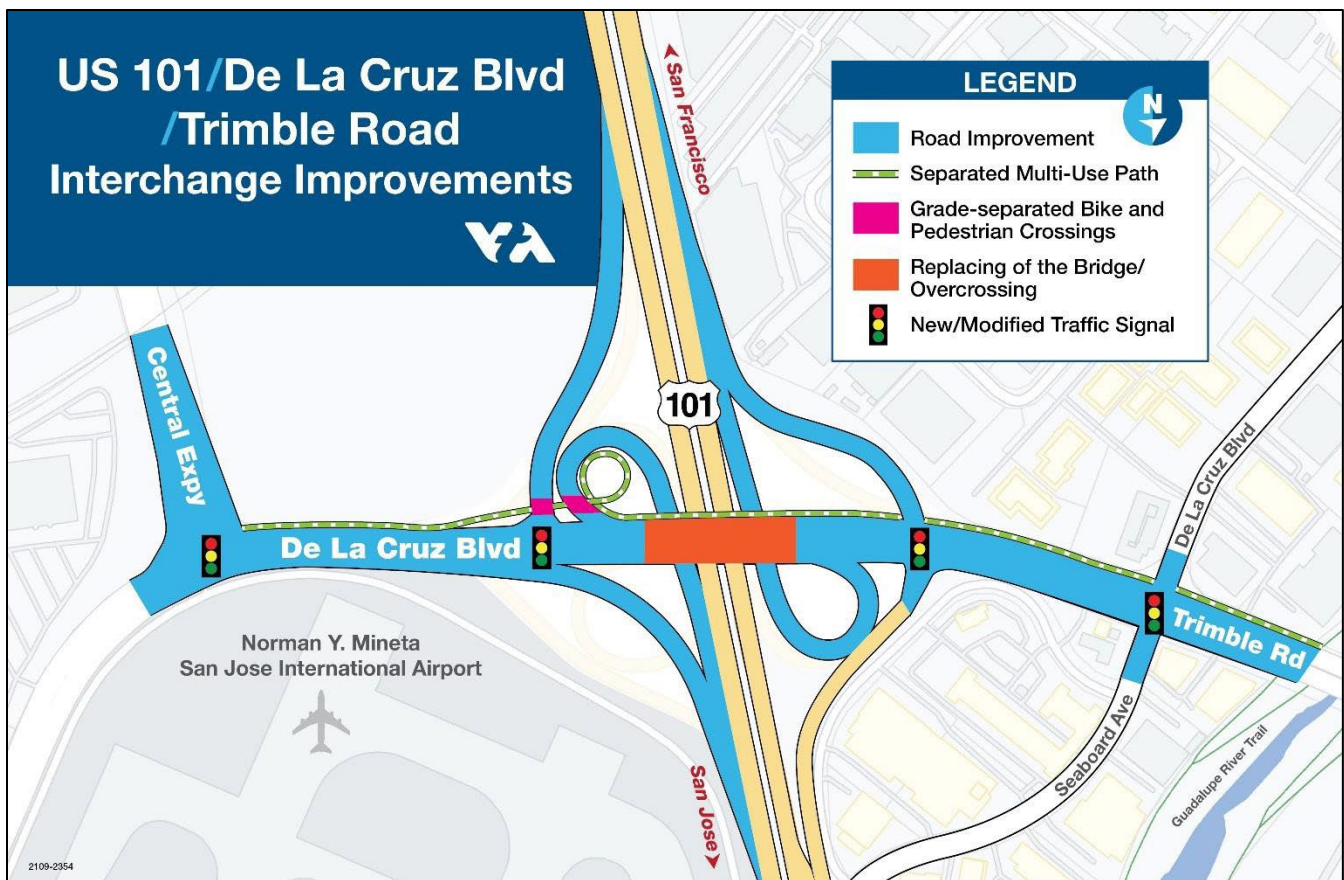 US 101/De La Cruz Blvd
/Trimble Road
Interchange Improvements
VTA
San Francisco
LEGEND
N
Road Improvement
Separated Multi-Use Path
Grade-separated Bike and
Pedestrian Crossings
Replacing of the Bridge/
Overcrossing
New/Modified Traffic Signal
Central Expy
101
De La Cruz Blvd
De La Cruz Blvd
Trimble Rd
Norman Y. Mineta
San Jose International Airport
San Jose
Seaboard Ave
Guadalupe River Trail
2109-2354